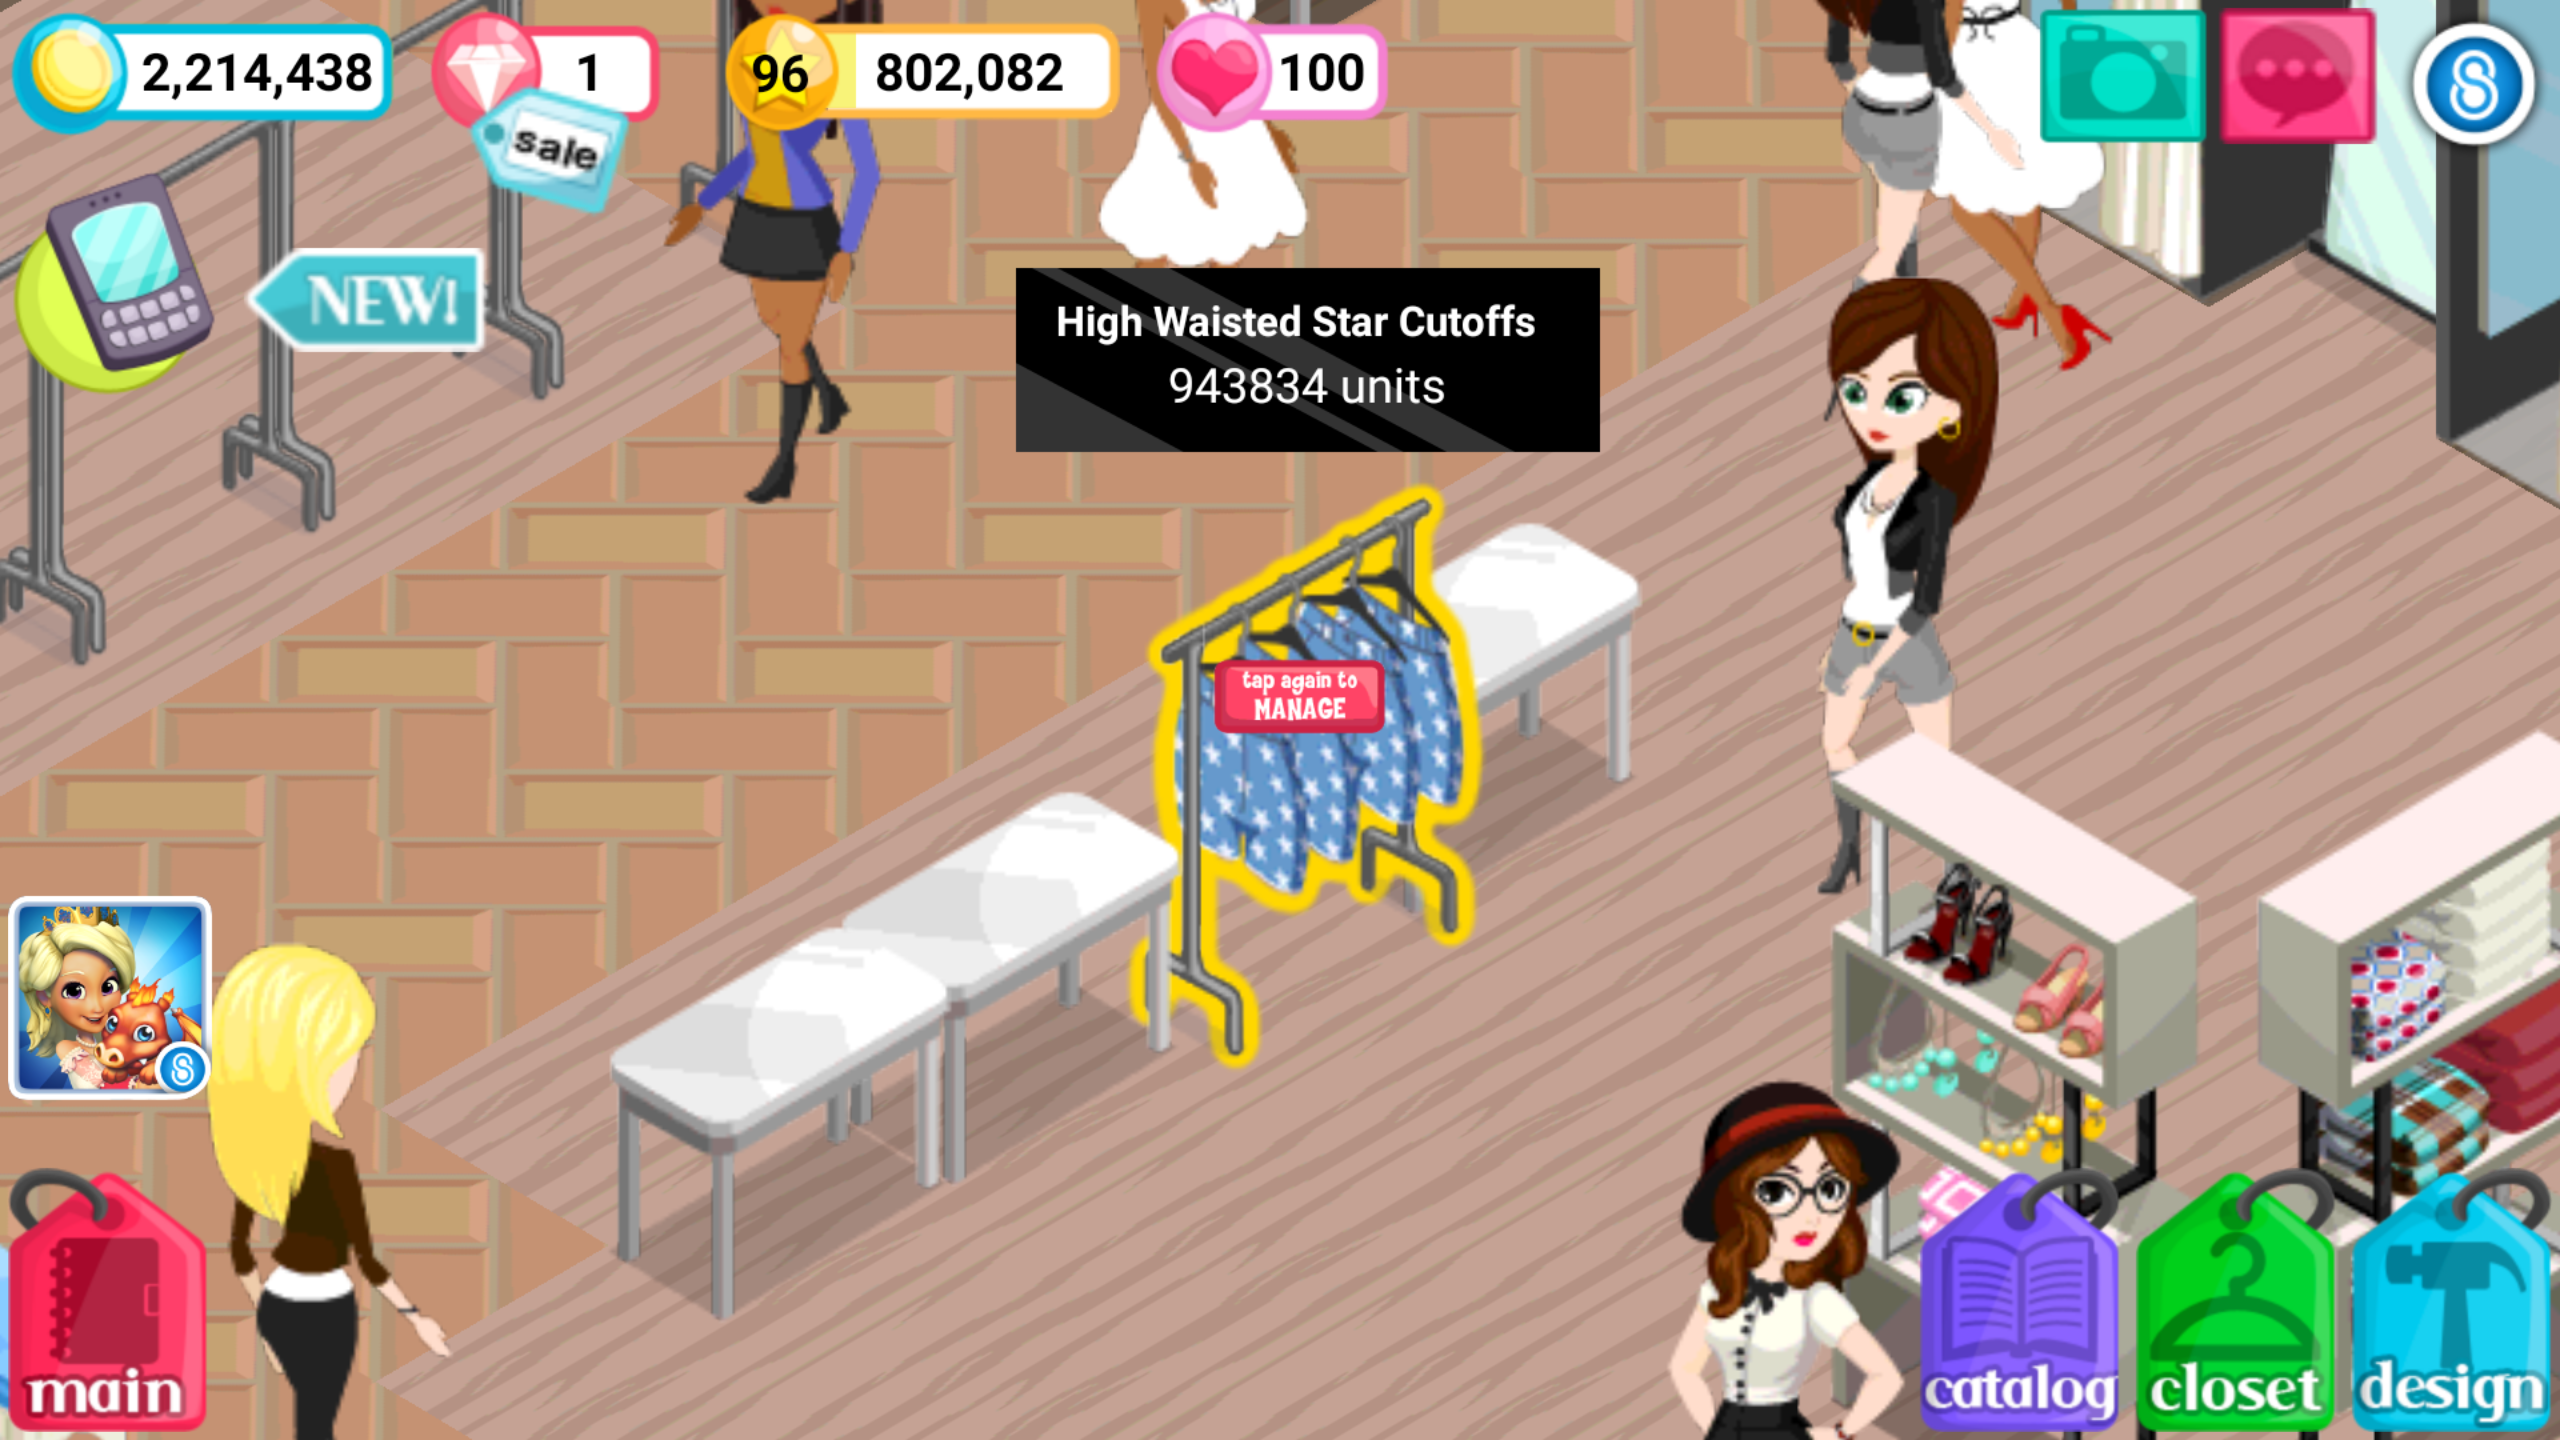 2,214,438
1
96
802,082
100
sale
NEW!
High Waisted Star Cutoffs
943834 units
tap again to
MANAGE
main
catalog
closet
design